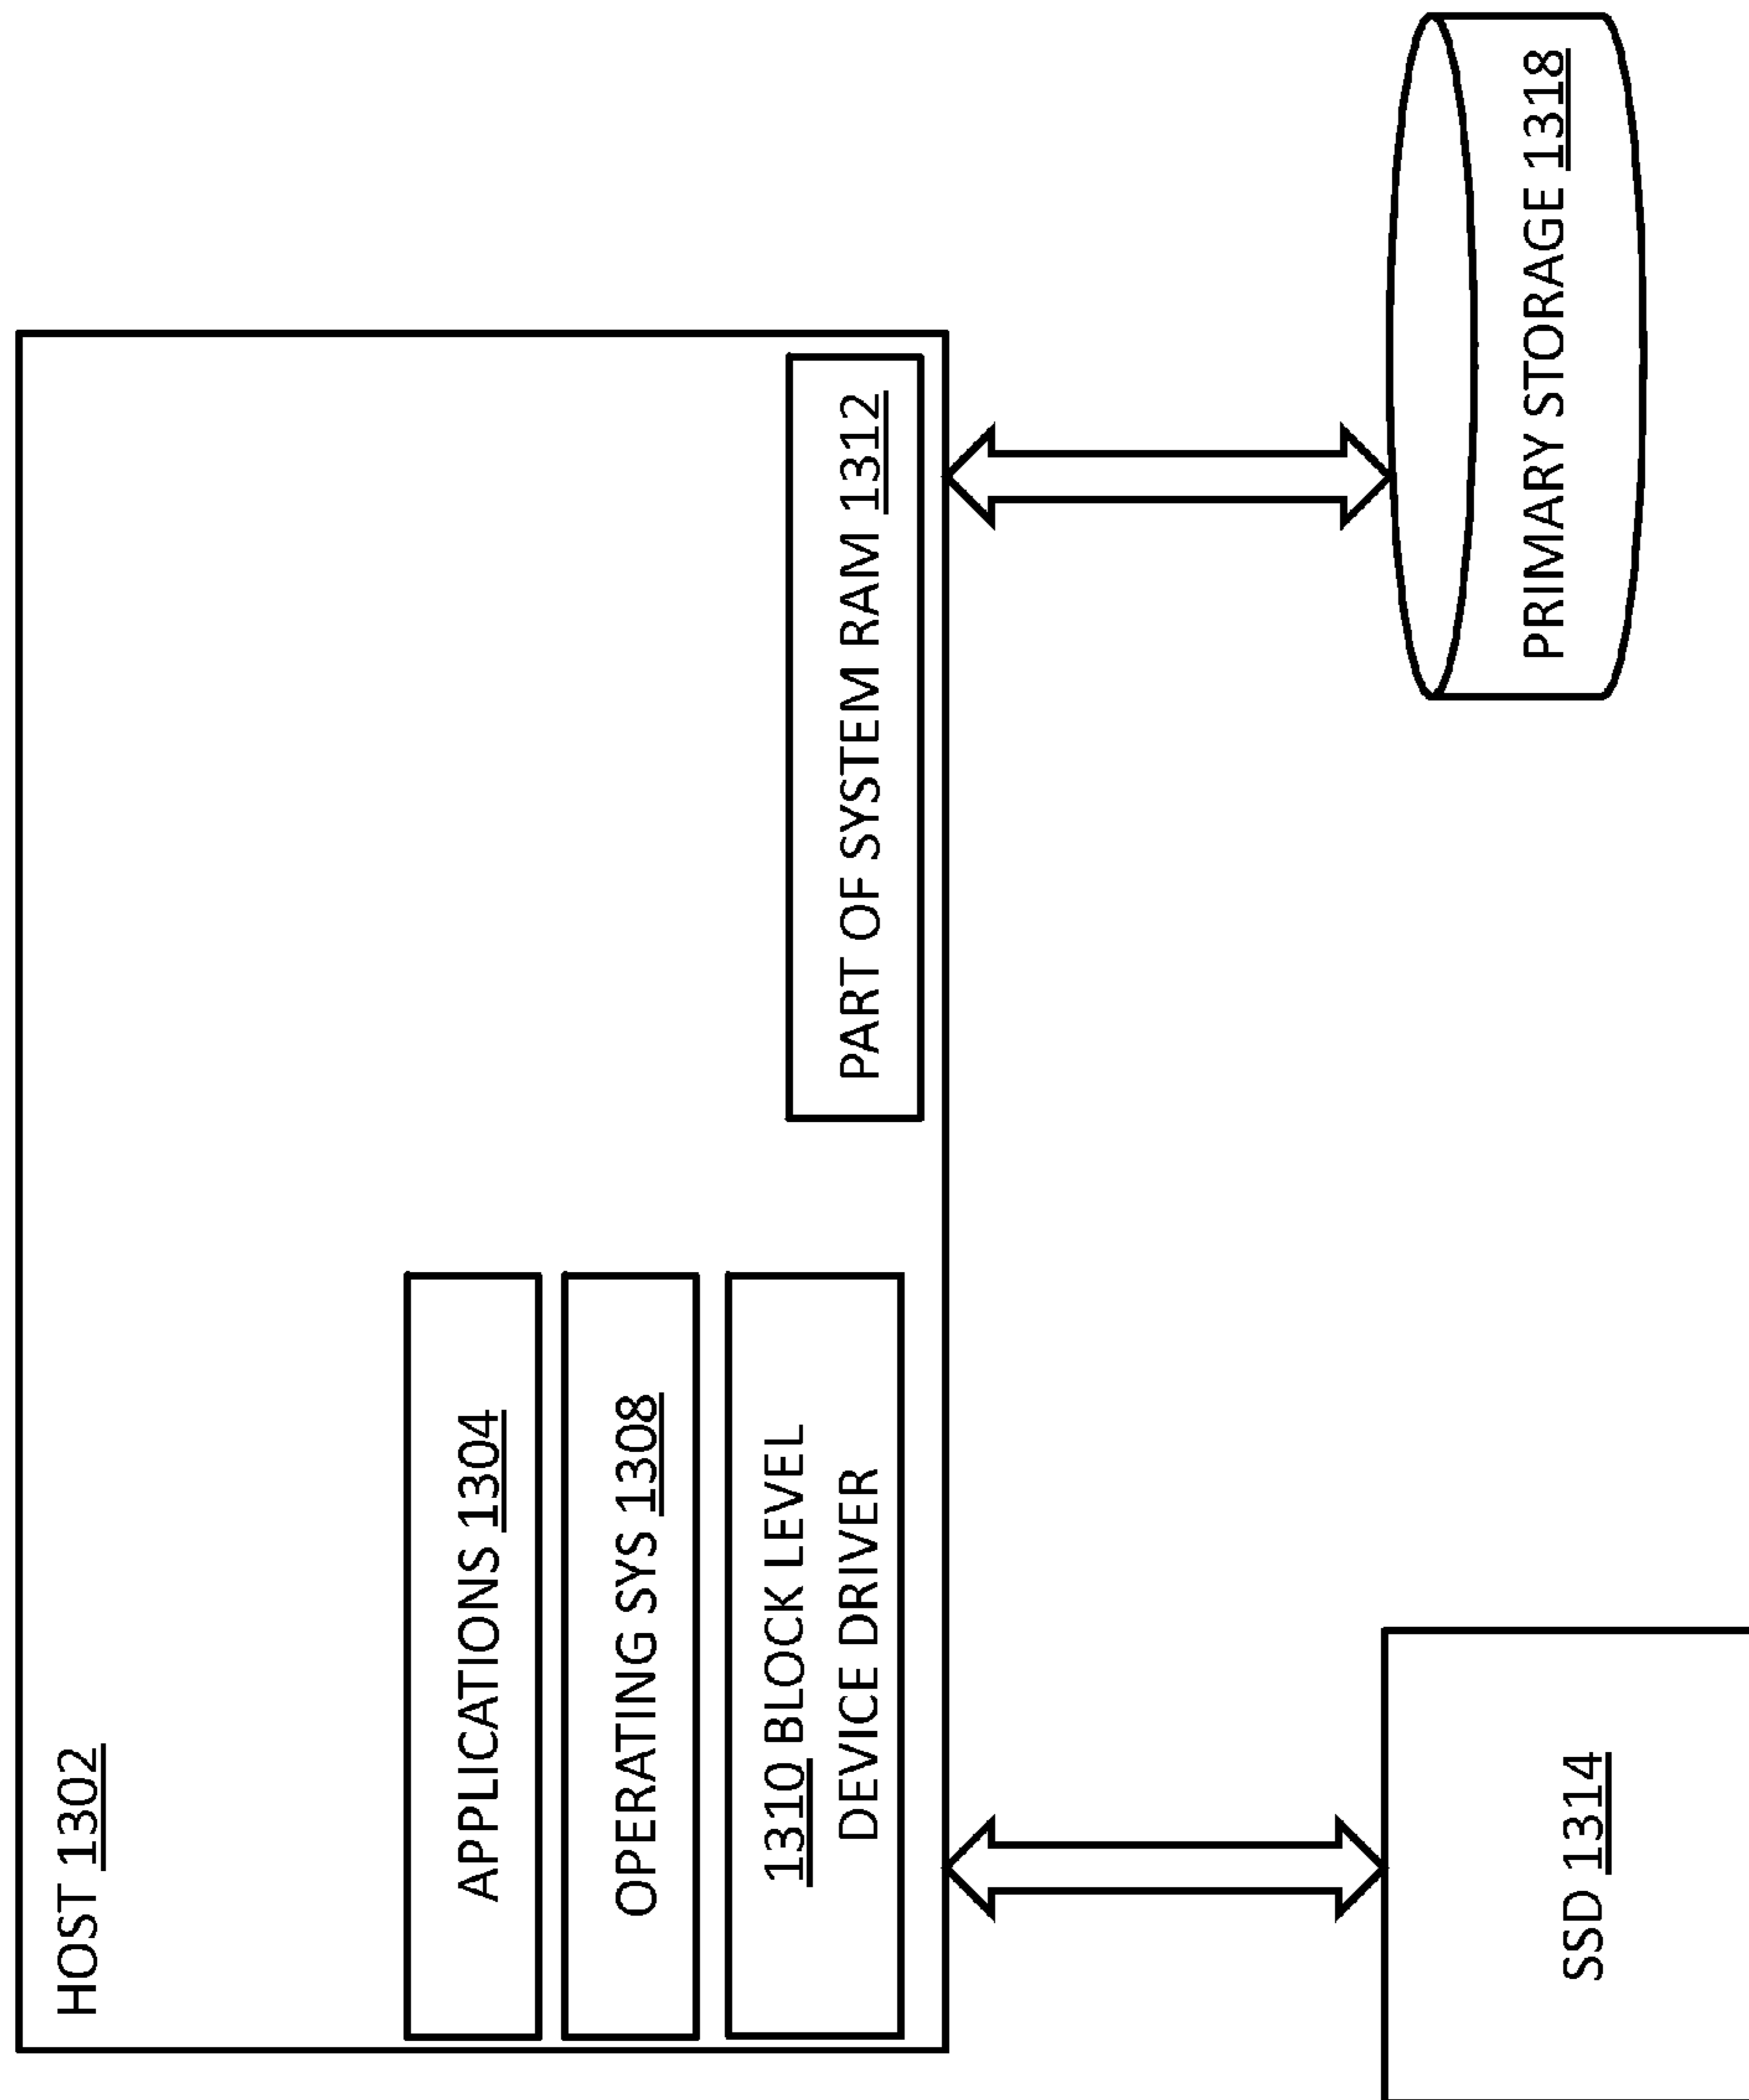 HOST 1302
APPLICATIONS 1304
OPERATING SYS 1308
1310 BLOCK LEVEL
DEVICE DRIVER
PART OF SYSTEM RAM 1312
SSD 1314
PRIMARY STORAGE 1318